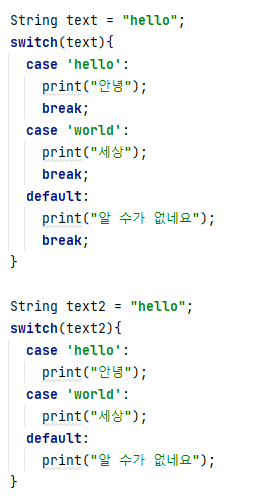 String text = "hello";
switch(text){
  case 'hello':
    print("안녕");
    break;
  case 'world':
    print("세상");
    break;
  default:
    print("알 수가 없네요");
    break;
}

String text2 = "hello";
switch(text2){
  case 'hello':
    print("안녕");
  case 'world':
    print("세상");
  default:
    print("알 수가 없네요");
}